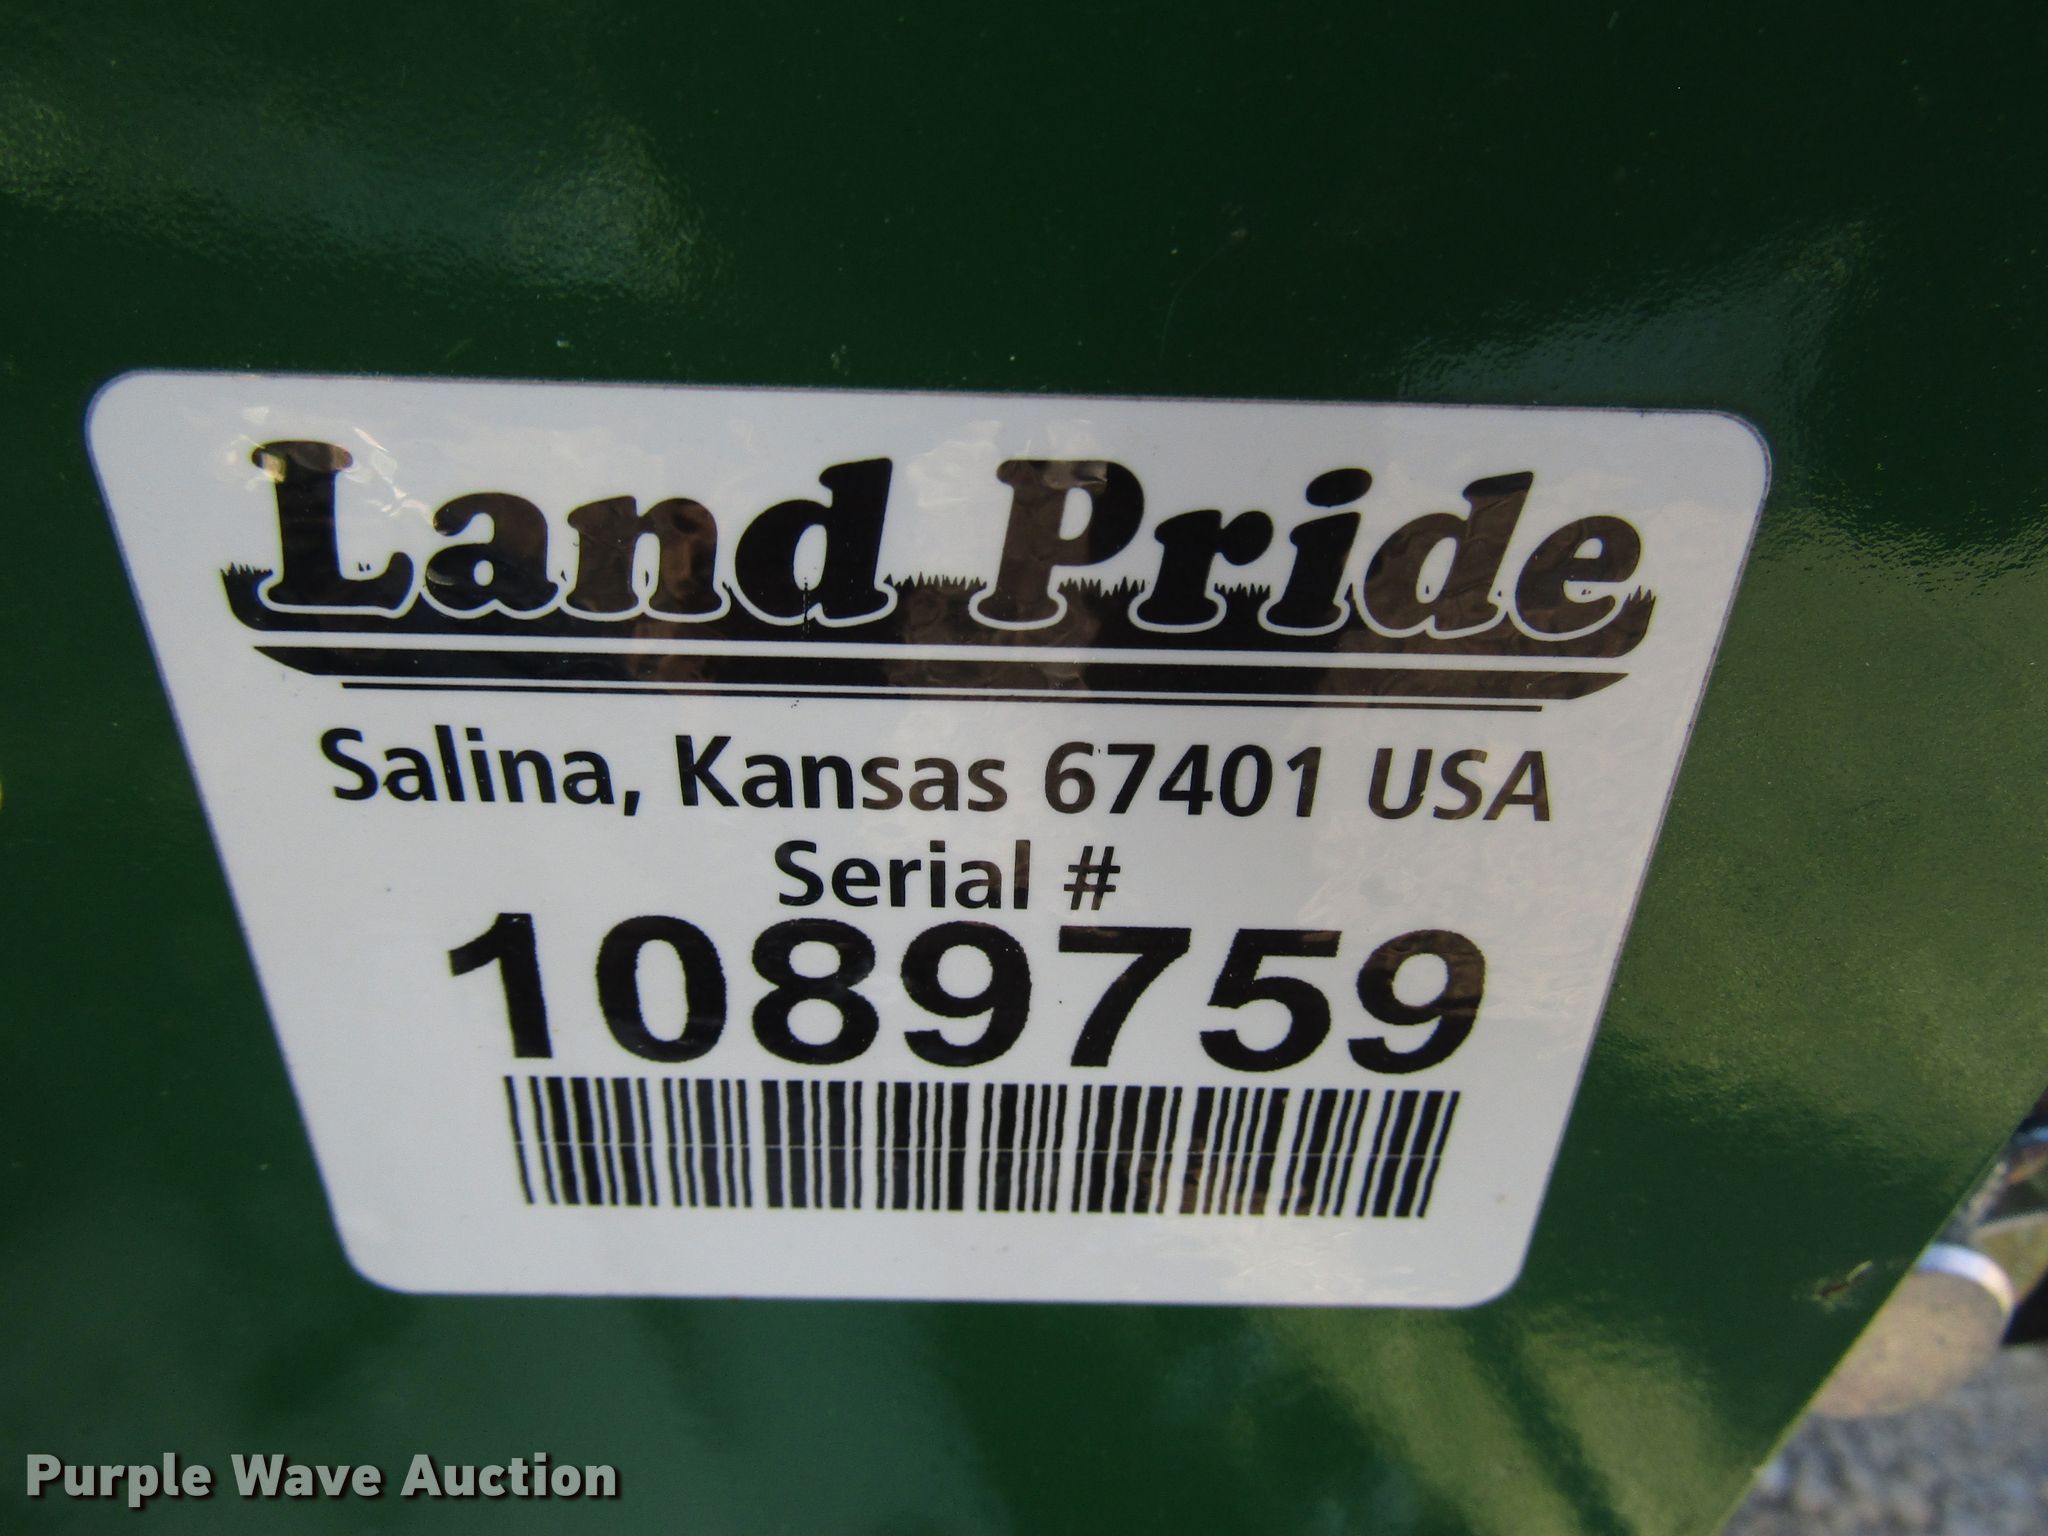 Land Pride
Salina, Kansas 67401 USA
Serial #
1089759
Purple Wave Auction